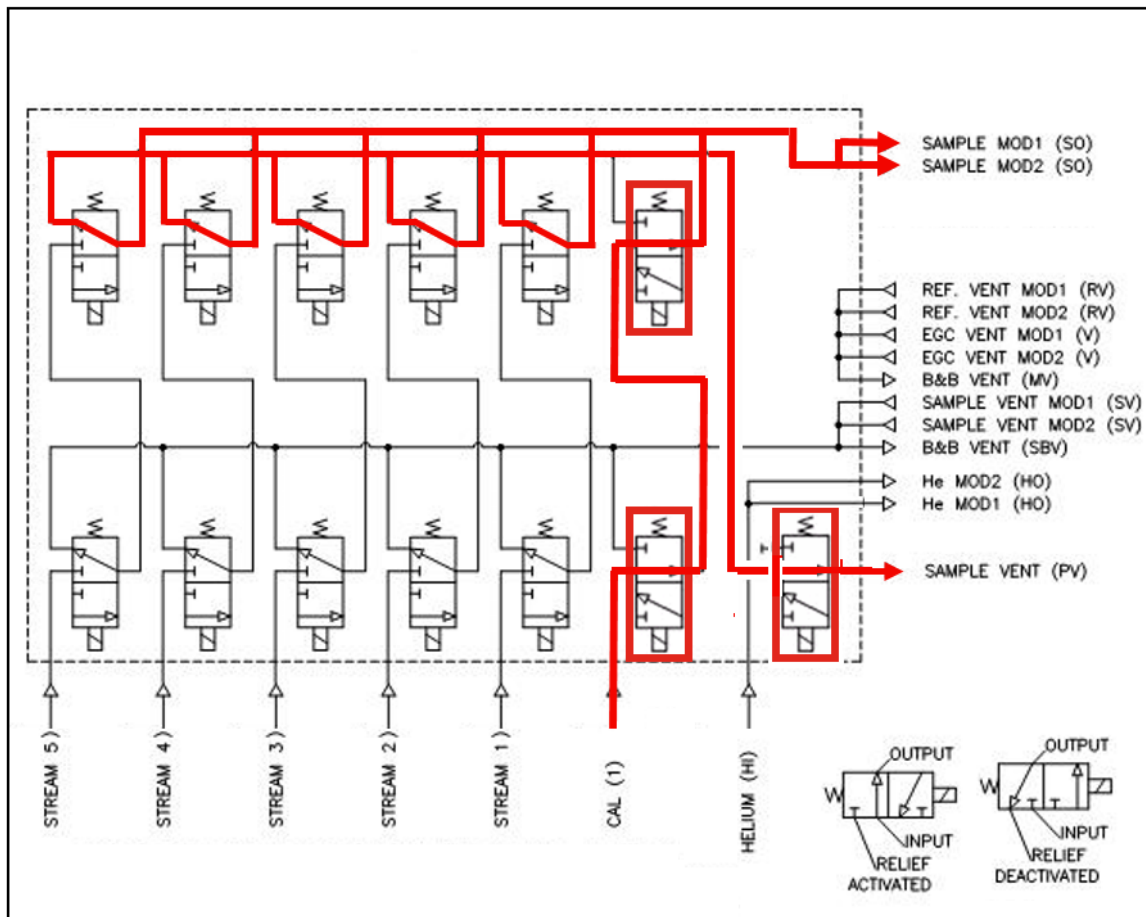 SAMPLE MOD1 (SO)
SAMPLE MOD2 (SO)
REF. VENT MOD1 (RV)
REF. VENT MOD2 (RV)
EGC VENT MOD1 (V)
EGC VENT MOD2 (V)
B&B VENT (MV)
SAMPLE VENT MOD1 (SV)
SAMPLE VENT MOD2 (SV)
B&B VENT (SBV)
He MOD2 (HO)
He MOD1 (HO)
SAMPLE VENT (PV)
STREAM 5)
STREAM 4)
STREAM 3)
STREAM 2)
STREAM 1)
CAL (1)
HELIUM (HI)
OUTPUT
INPUT
RELIEF
ACTIVATED
OUTPUT
INPUT
RELIEF
DEACTIVATED